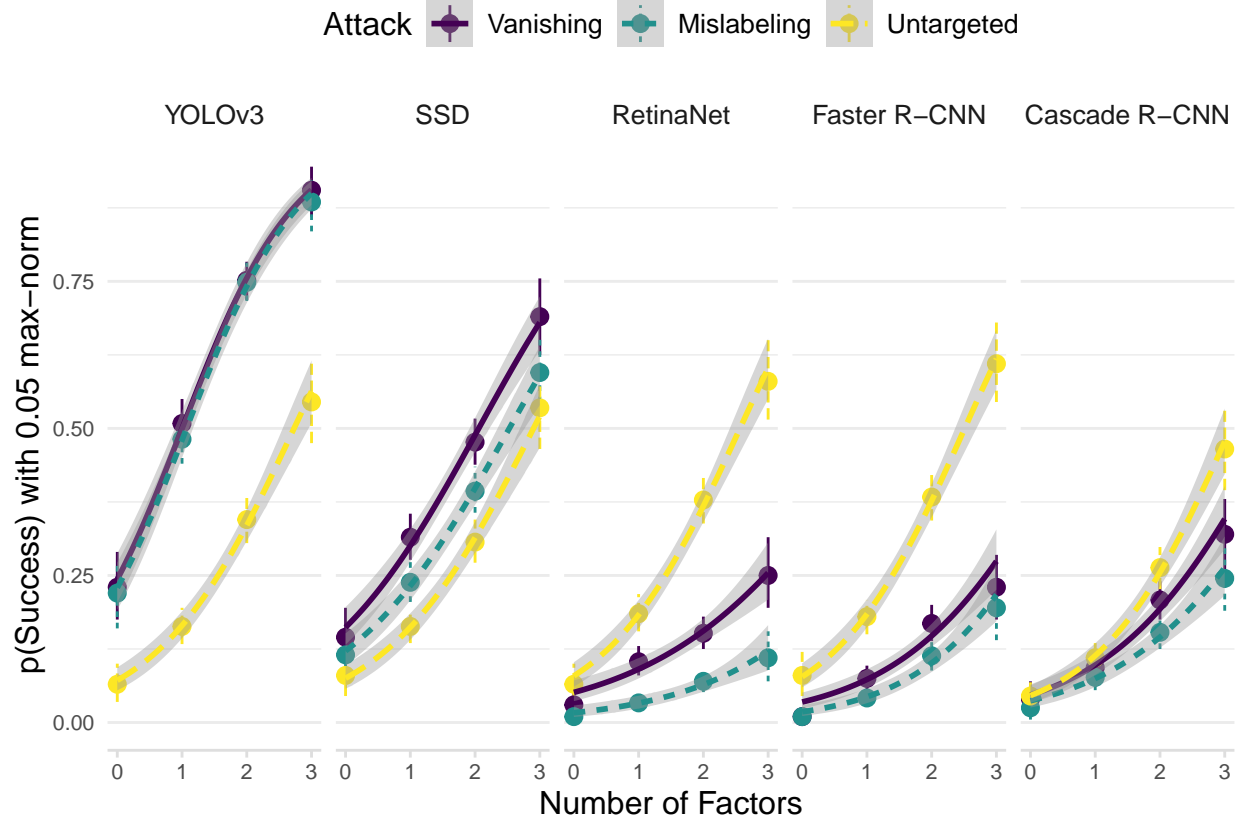 Attack Vanishing Mislabeling Untargeted
YOLOv3 SSD RetinaNet Faster R−CNN Cascade R−CNN
p(Success) with 0.05 max−norm
0.75
0.50
0.25
0.00
0 1 2 3 0 1 2 3 0 1 2 3 0 1 2 3 0 1 2 3
Number of Factors